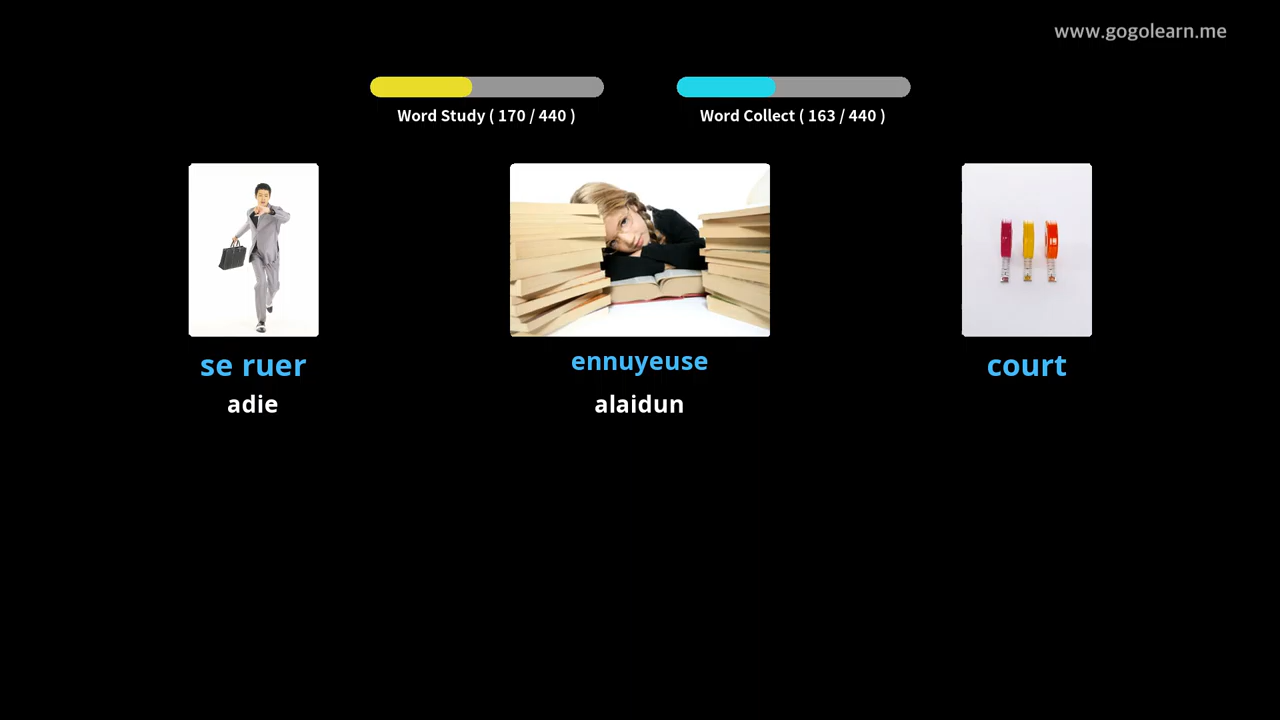 www.gogolearn.me
Word Study ( 170 / 440 )
Word Collect ( 163 / 440 )
se ruer
ennuyeuse
court
adie
alaidun